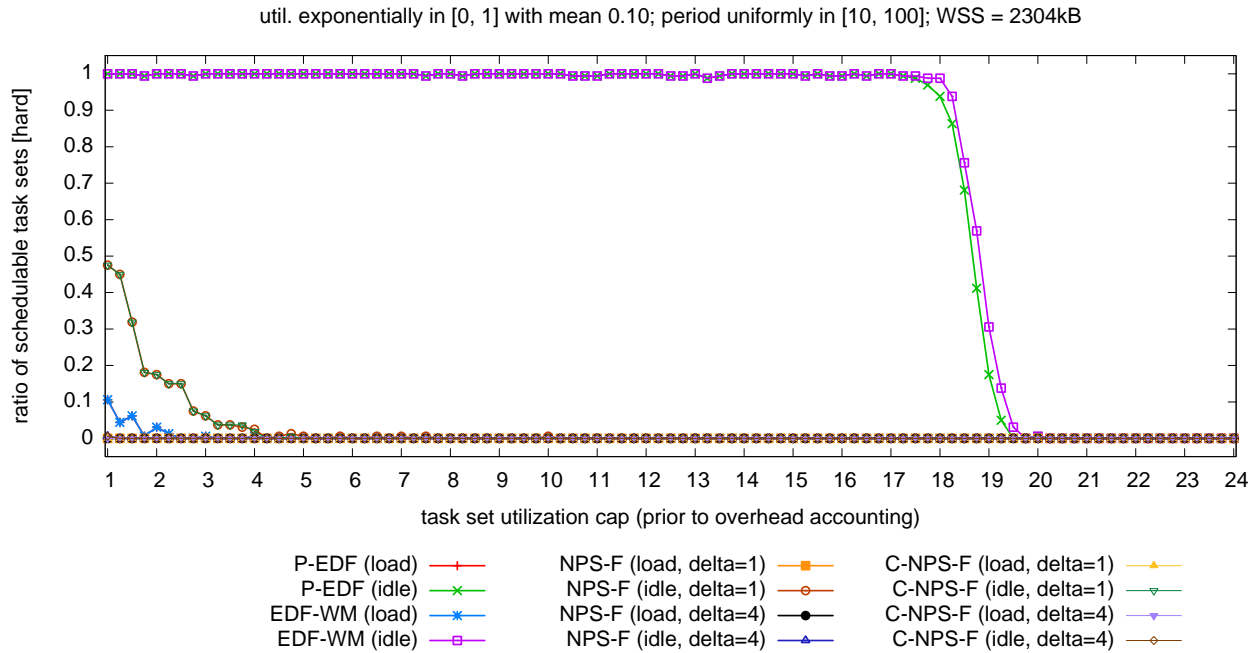 util. exponentially in [0, 1] with mean 0.10; period uniformly in [10, 100]; WSS = 2304kB
ratio of schedulable task sets [hard]
1
0.9
0.8
0.7
0.6
0.5
0.4
0.3
0.2
0.1
0
1 2 3 4 5 6 7 8 9 10 11 12 13 14 15 16 17 18 19 20 21 22 23 24
task set utilization cap (prior to overhead accounting)
P-EDF (load) NPS-F (load, delta=1) C-NPS-F (load, delta=1)
P-EDF (idle) NPS-F (idle, delta=1) C-NPS-F (idle, delta=1)
EDF-WM (load) NPS-F (load, delta=4) C-NPS-F (load, delta=4)
EDF-WM (idle) NPS-F (idle, delta=4) C-NPS-F (idle, delta=4)